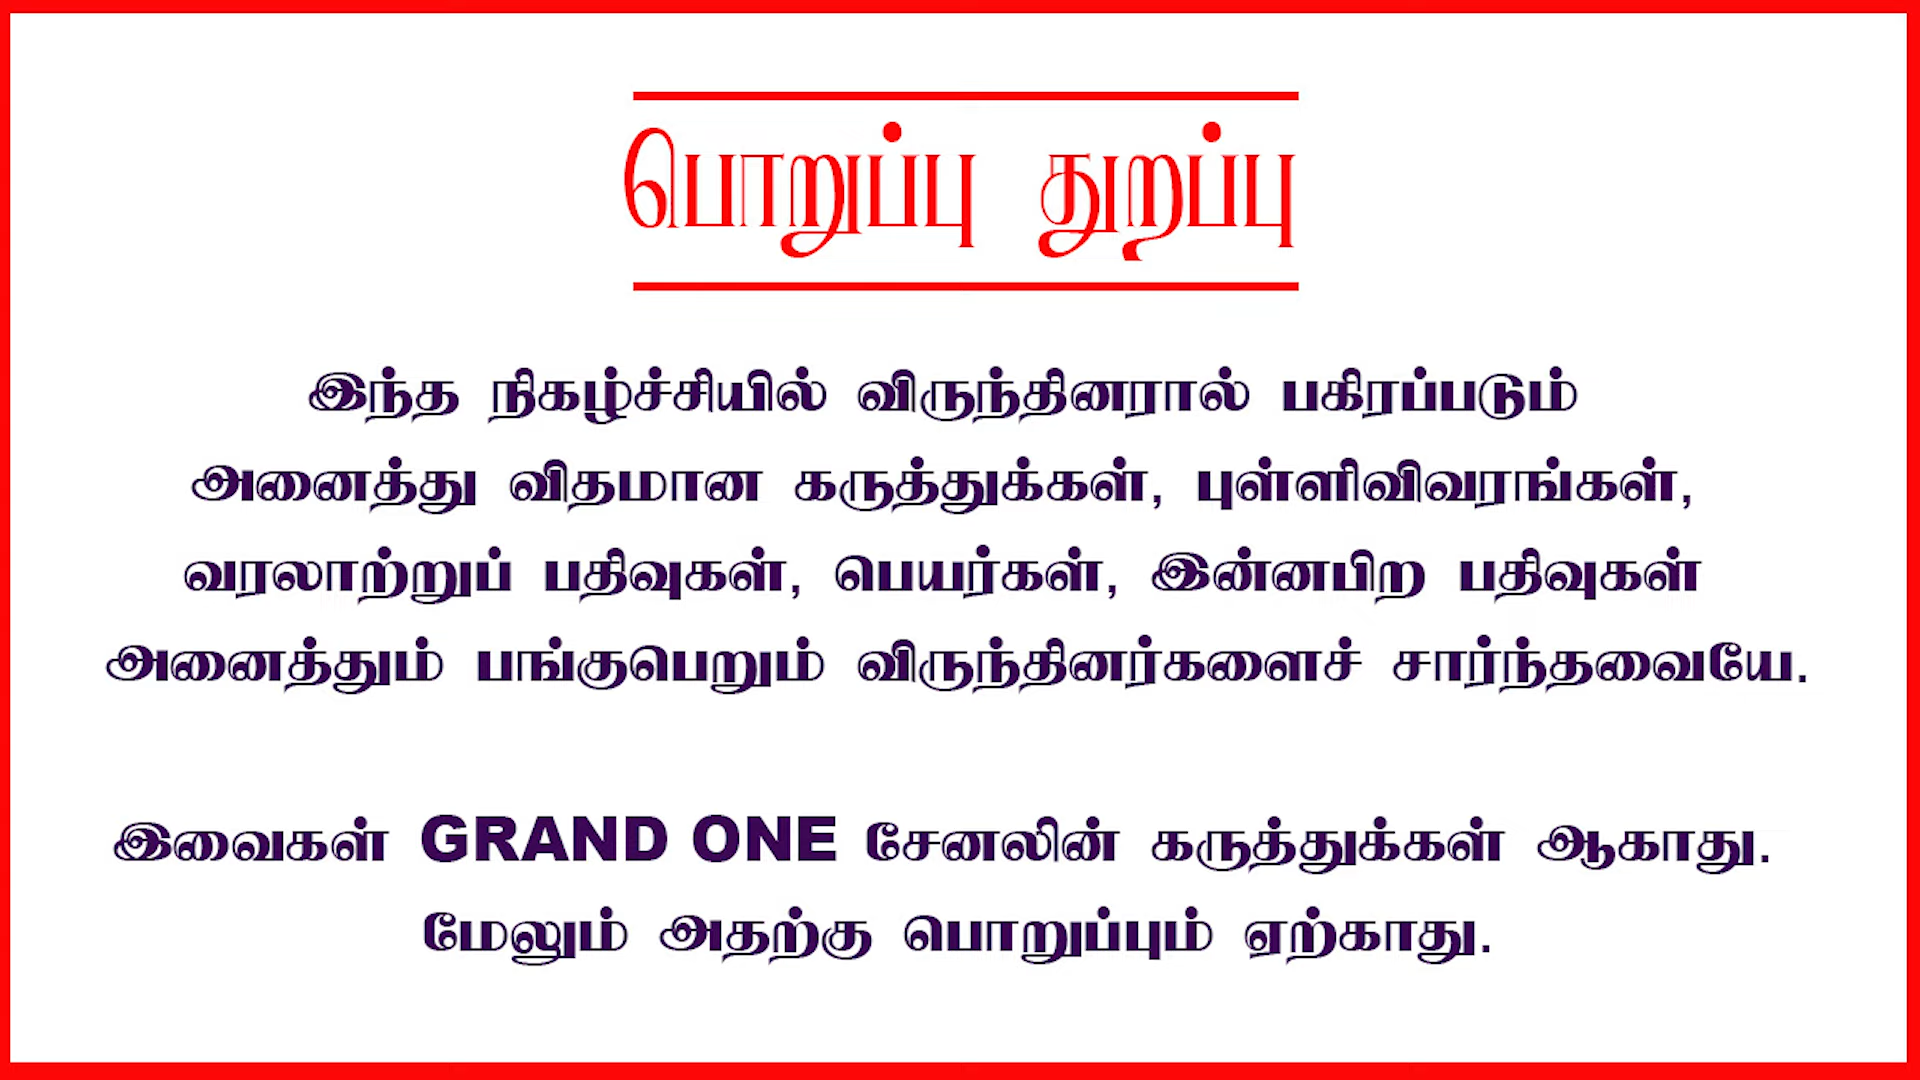 பொறுப்பு துறப்பு
இந்த நிகழ்ச்சியில் விருந்தினரால் பகிரப்படும்
அனைத்து விதமான கருத்துக்கள், புள்ளிவிவரங்கள்,
வரலாற்றுப் பதிவுகள், பெயர்கள், இன்னபிற பதிவுகள்
அனைத்தும் பங்குபெறும் விருந்தினர்களைச் சார்ந்தவையே.
இவைகள் GRAND ONE சேனலின் கருத்துக்கள் ஆகாது.
மேலும் அதற்கு பொறுப்பும் ஏற்காது.